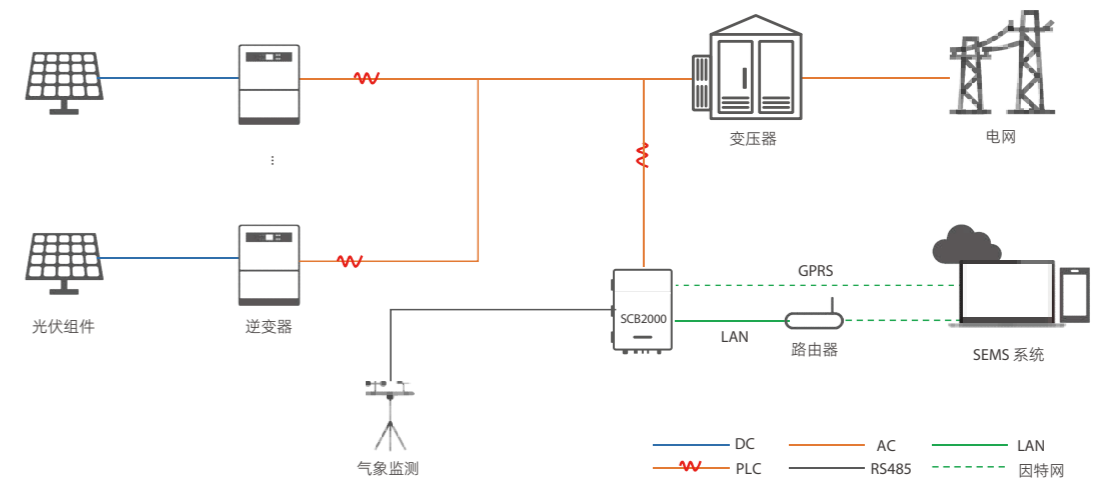 变压器
电网
⋮
光伏组件
逆变器
GPRS
SCB2000
LAN
路由器
SEMS 系统
气象监测
DC
AC
LAN
PLC
RS485
因特网